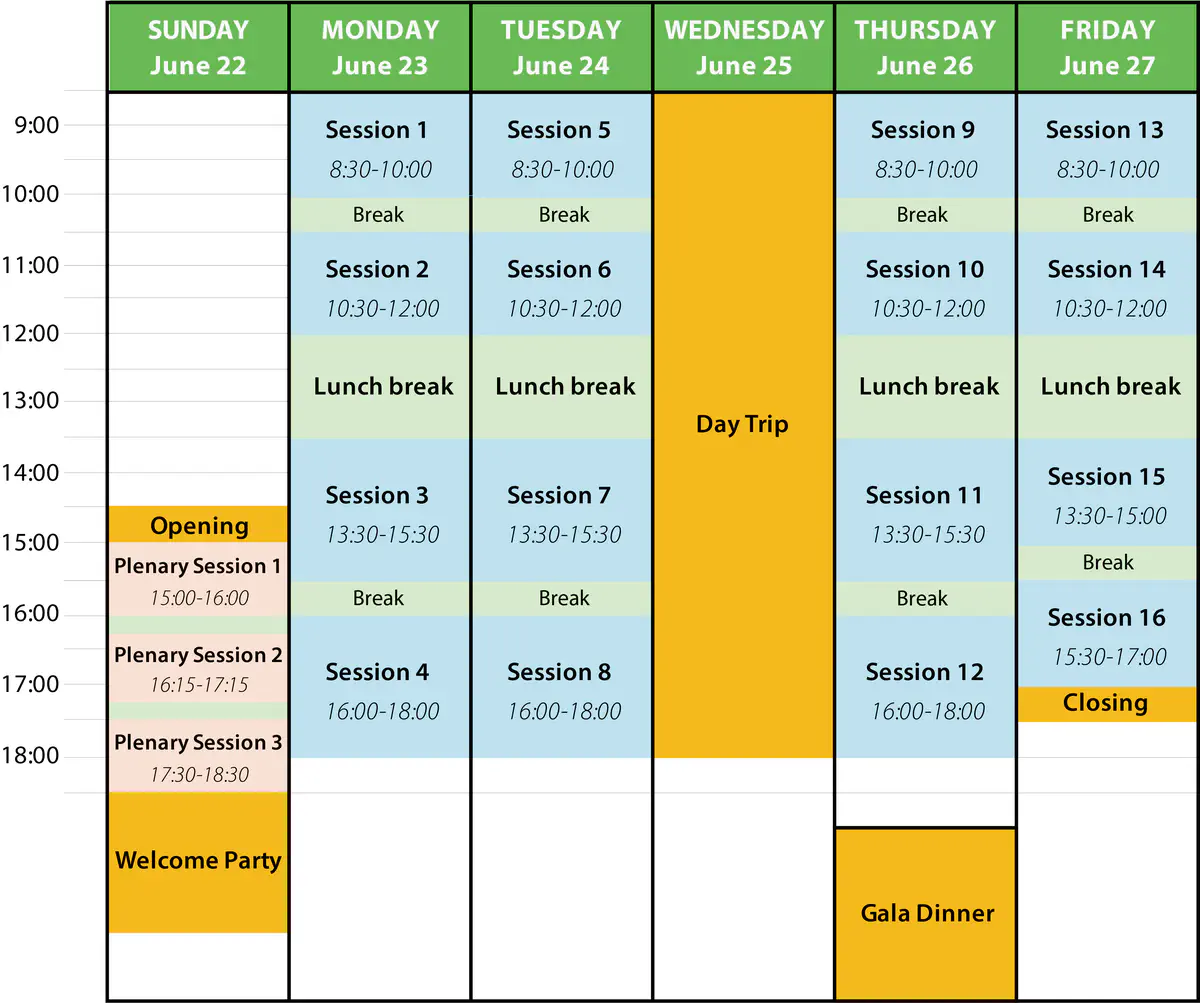 SUNDAY
June 22
MONDAY
June 23
TUESDAY
June 24
WEDNESDAY
June 25
THURSDAY
June 26
FRIDAY
June 27
9:00
10:00
11:00
12:00
13:00
14:00
15:00
16:00
17:00
18:00
Opening
Plenary Session 1
15:00-16:00
Plenary Session 2
16:15-17:15
Plenary Session 3
17:30-18:30
Welcome Party
Session 1
8:30-10:00
Break
Session 2
10:30-12:00
Lunch break
Session 3
13:30-15:30
Break
Session 4
16:00-18:00
Session 5
8:30-10:00
Break
Session 6
10:30-12:00
Lunch break
Session 7
13:30-15:30
Break
Session 8
16:00-18:00
Day Trip
Session 9
8:30-10:00
Break
Session 10
10:30-12:00
Lunch break
Session 11
13:30-15:30
Break
Session 12
16:00-18:00
Gala Dinner
Session 13
8:30-10:00
Break
Session 14
10:30-12:00
Lunch break
Session 15
13:30-15:00
Break
Session 16
15:30-17:00
Closing